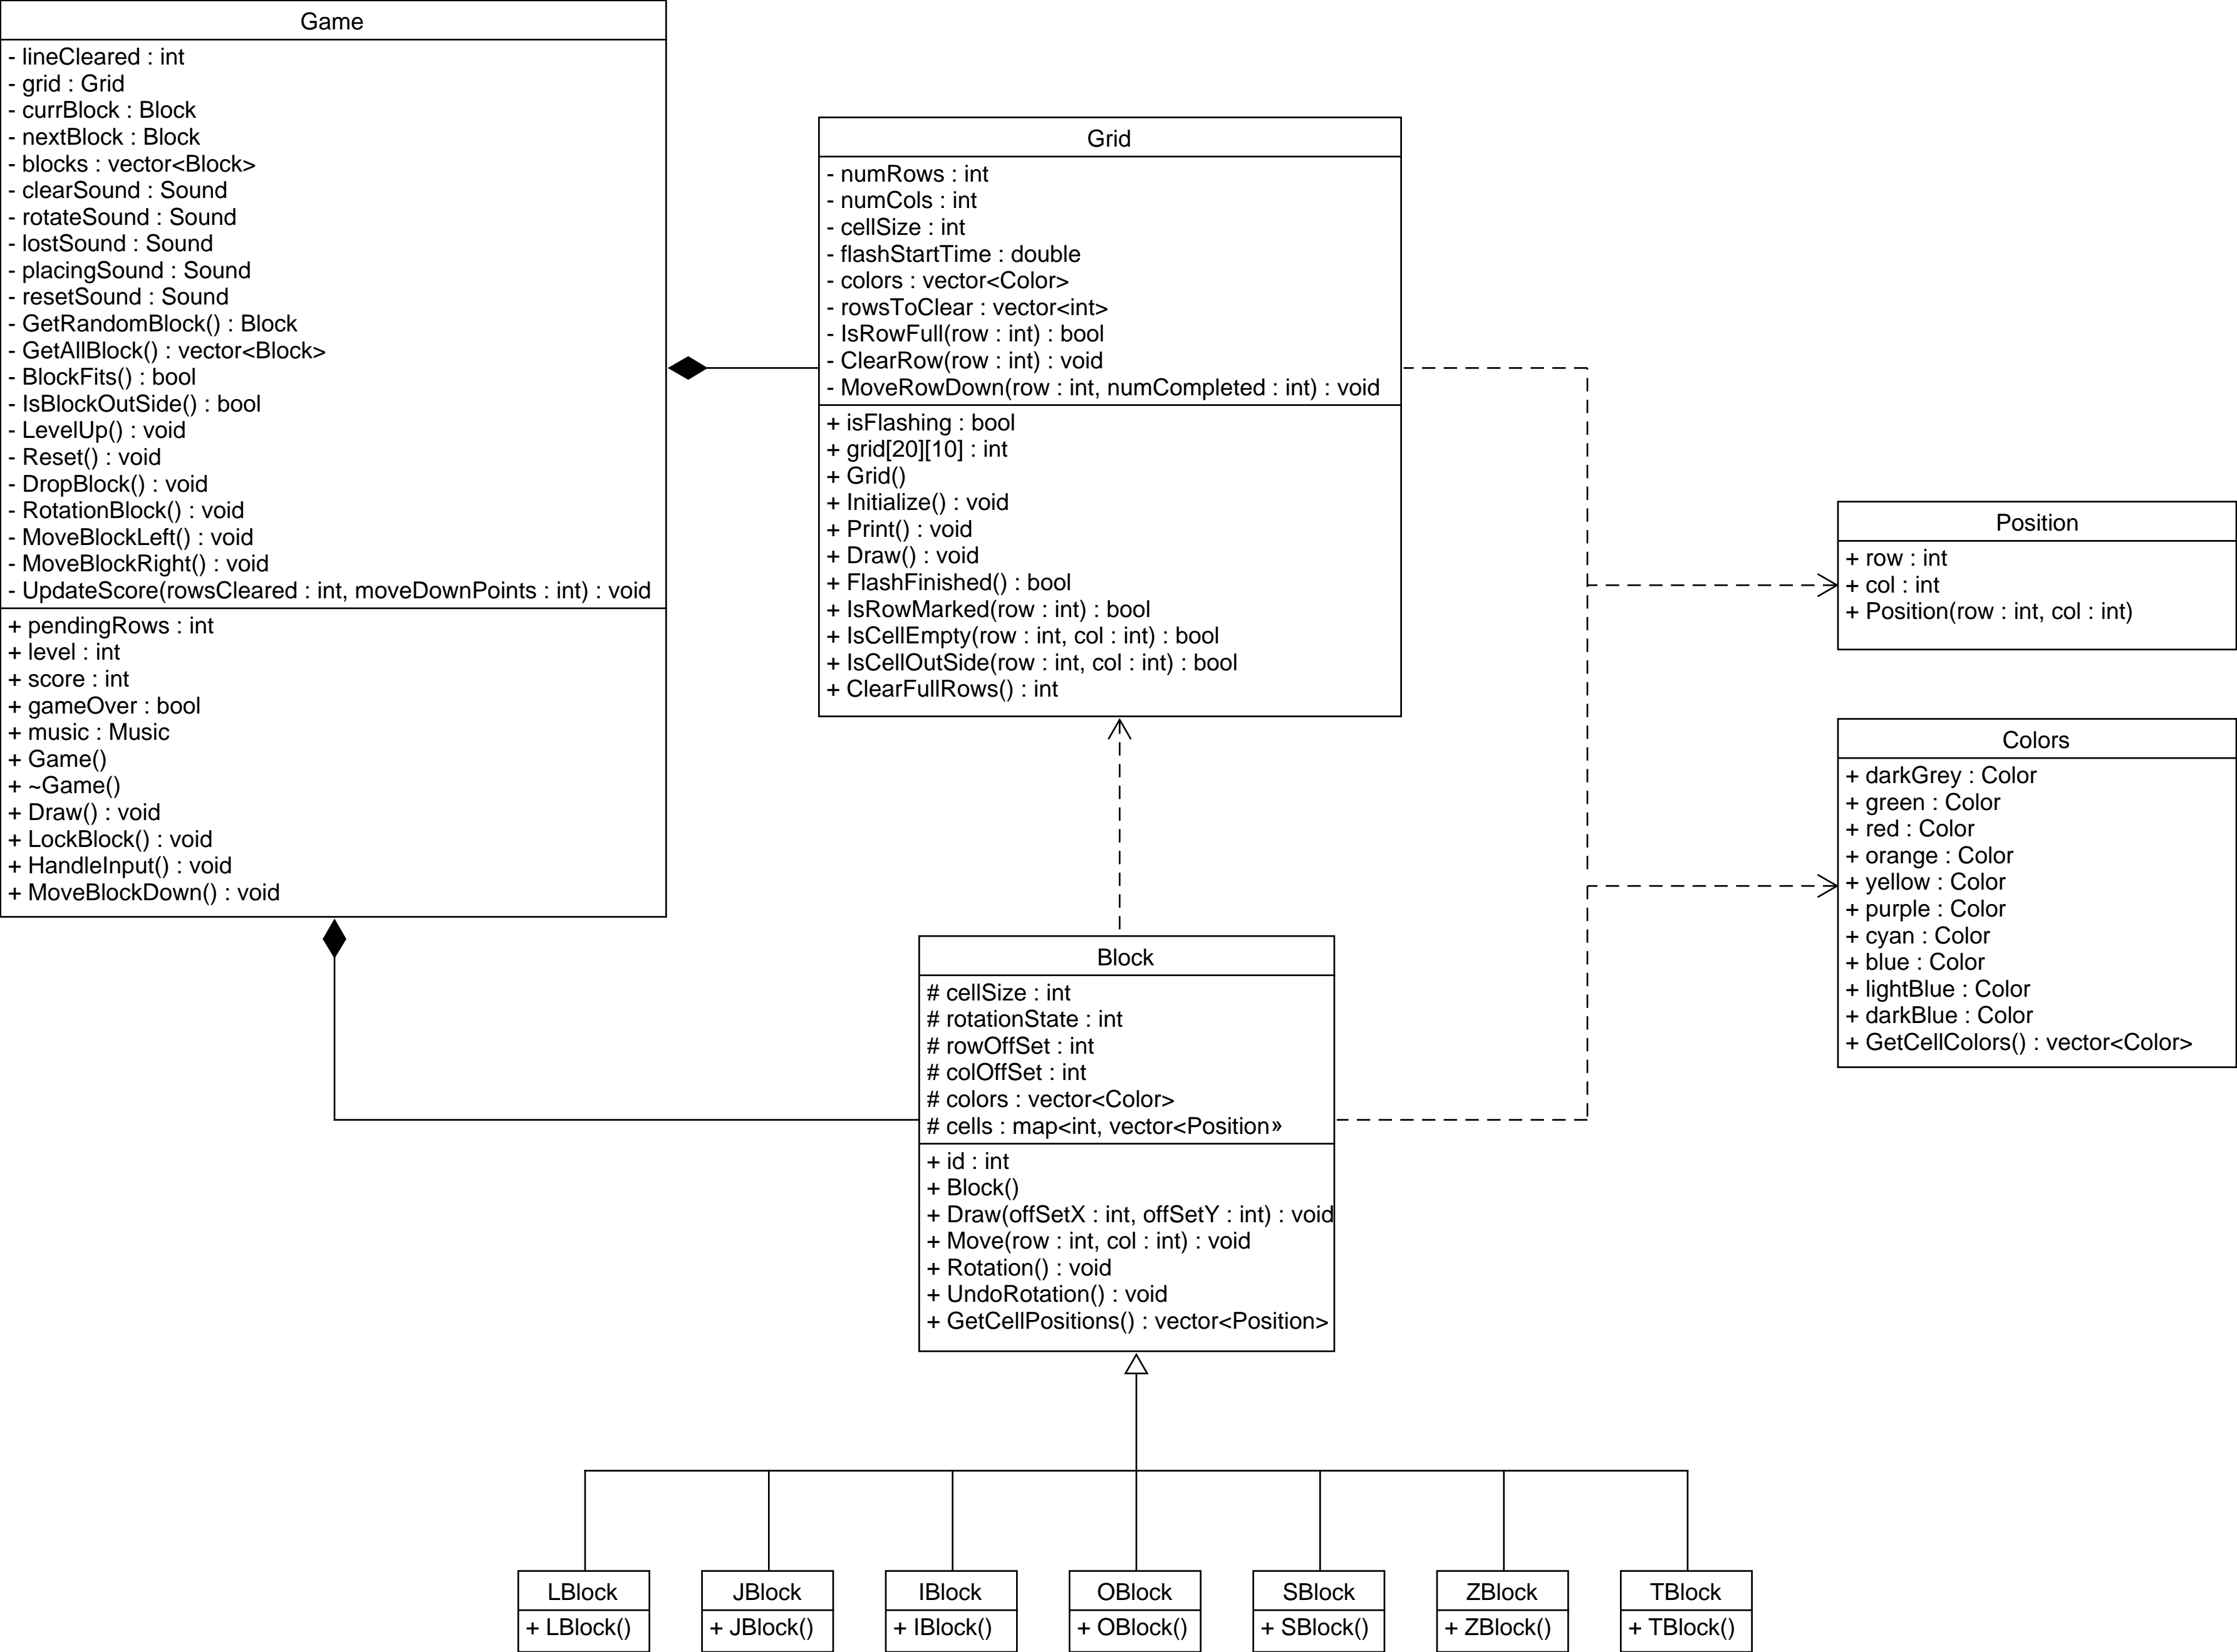 Game
- lineCleared : int
- grid : Grid
- currBlock : Block
- nextBlock : Block
- blocks : vector<Block>
- clearSound : Sound
- rotateSound : Sound
- lostSound : Sound
- placingSound : Sound
- resetSound : Sound
- GetRandomBlock() : Block
- GetAllBlock() : vector<Block>
- BlockFits() : bool
- IsBlockOutSide() : bool
- LevelUp() : void
- Reset() : void
- DropBlock() : void
- RotationBlock() : void
- MoveBlockLeft() : void
- MoveBlockRight() : void
- UpdateScore(rowsCleared : int, moveDownPoints : int) : void
+ pendingRows : int
+ level : int
+ score : int
+ gameOver : bool
+ music : Music
+ Game()
+ ~Game()
+ Draw() : void
+ LockBlock() : void
+ HandleInput() : void
+ MoveBlockDown() : void
Grid
- numRows : int
- numCols : int
- cellSize : int
- flashStartTime : double
- colors : vector<Color>
- rowsToClear : vector<int>
- IsRowFull(row : int) : bool
- ClearRow(row : int) : void
- MoveRowDown(row : int, numCompleted : int) : void
+ isFlashing : bool
+ grid[20][10] : int
+ Grid()
+ Initialize() : void
+ Print() : void
+ Draw() : void
+ FlashFinished() : bool
+ IsRowMarked(row : int) : bool
+ IsCellEmpty(row : int, col : int) : bool
+ IsCellOutSide(row : int, col : int) : bool
+ ClearFullRows() : int
Position
+ row : int
+ col : int
+ Position(row : int, col : int)
Colors
+ darkGrey : Color
+ green : Color
+ red : Color
+ orange : Color
+ yellow : Color
+ purple : Color
+ cyan : Color
+ blue : Color
+ lightBlue : Color
+ darkBlue : Color
+ GetCellColors() : vector<Color>
Block
# cellSize : int
# rotationState : int
# rowOffSet : int
# colOffSet : int
# colors : vector<Color>
# cells : map<int, vector<Position»
+ id : int
+ Block()
+ Draw(offSetX : int, offSetY : int) : void
+ Move(row : int, col : int) : void
+ Rotation() : void
+ UndoRotation() : void
+ GetCellPositions() : vector<Position>
LBlock
+ LBlock()
JBlock
+ JBlock()
IBlock
+ IBlock()
OBlock
+ OBlock()
SBlock
+ SBlock()
ZBlock
+ ZBlock()
TBlock
+ TBlock()